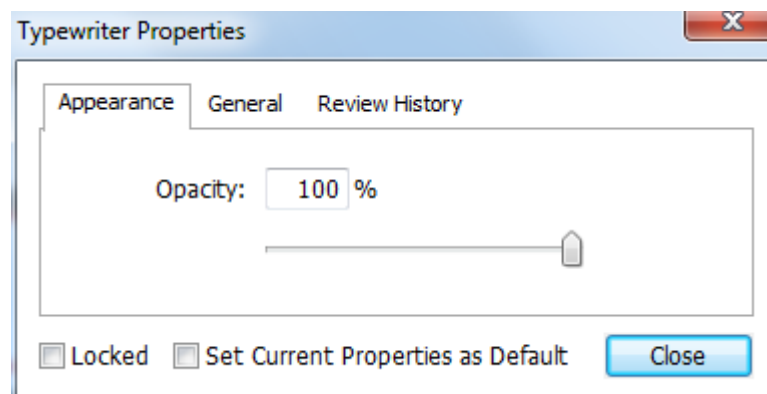 Typewriter Properties
Appearance General Review History
Opacity: 100 %
Locked Set Current Properties as Default Close